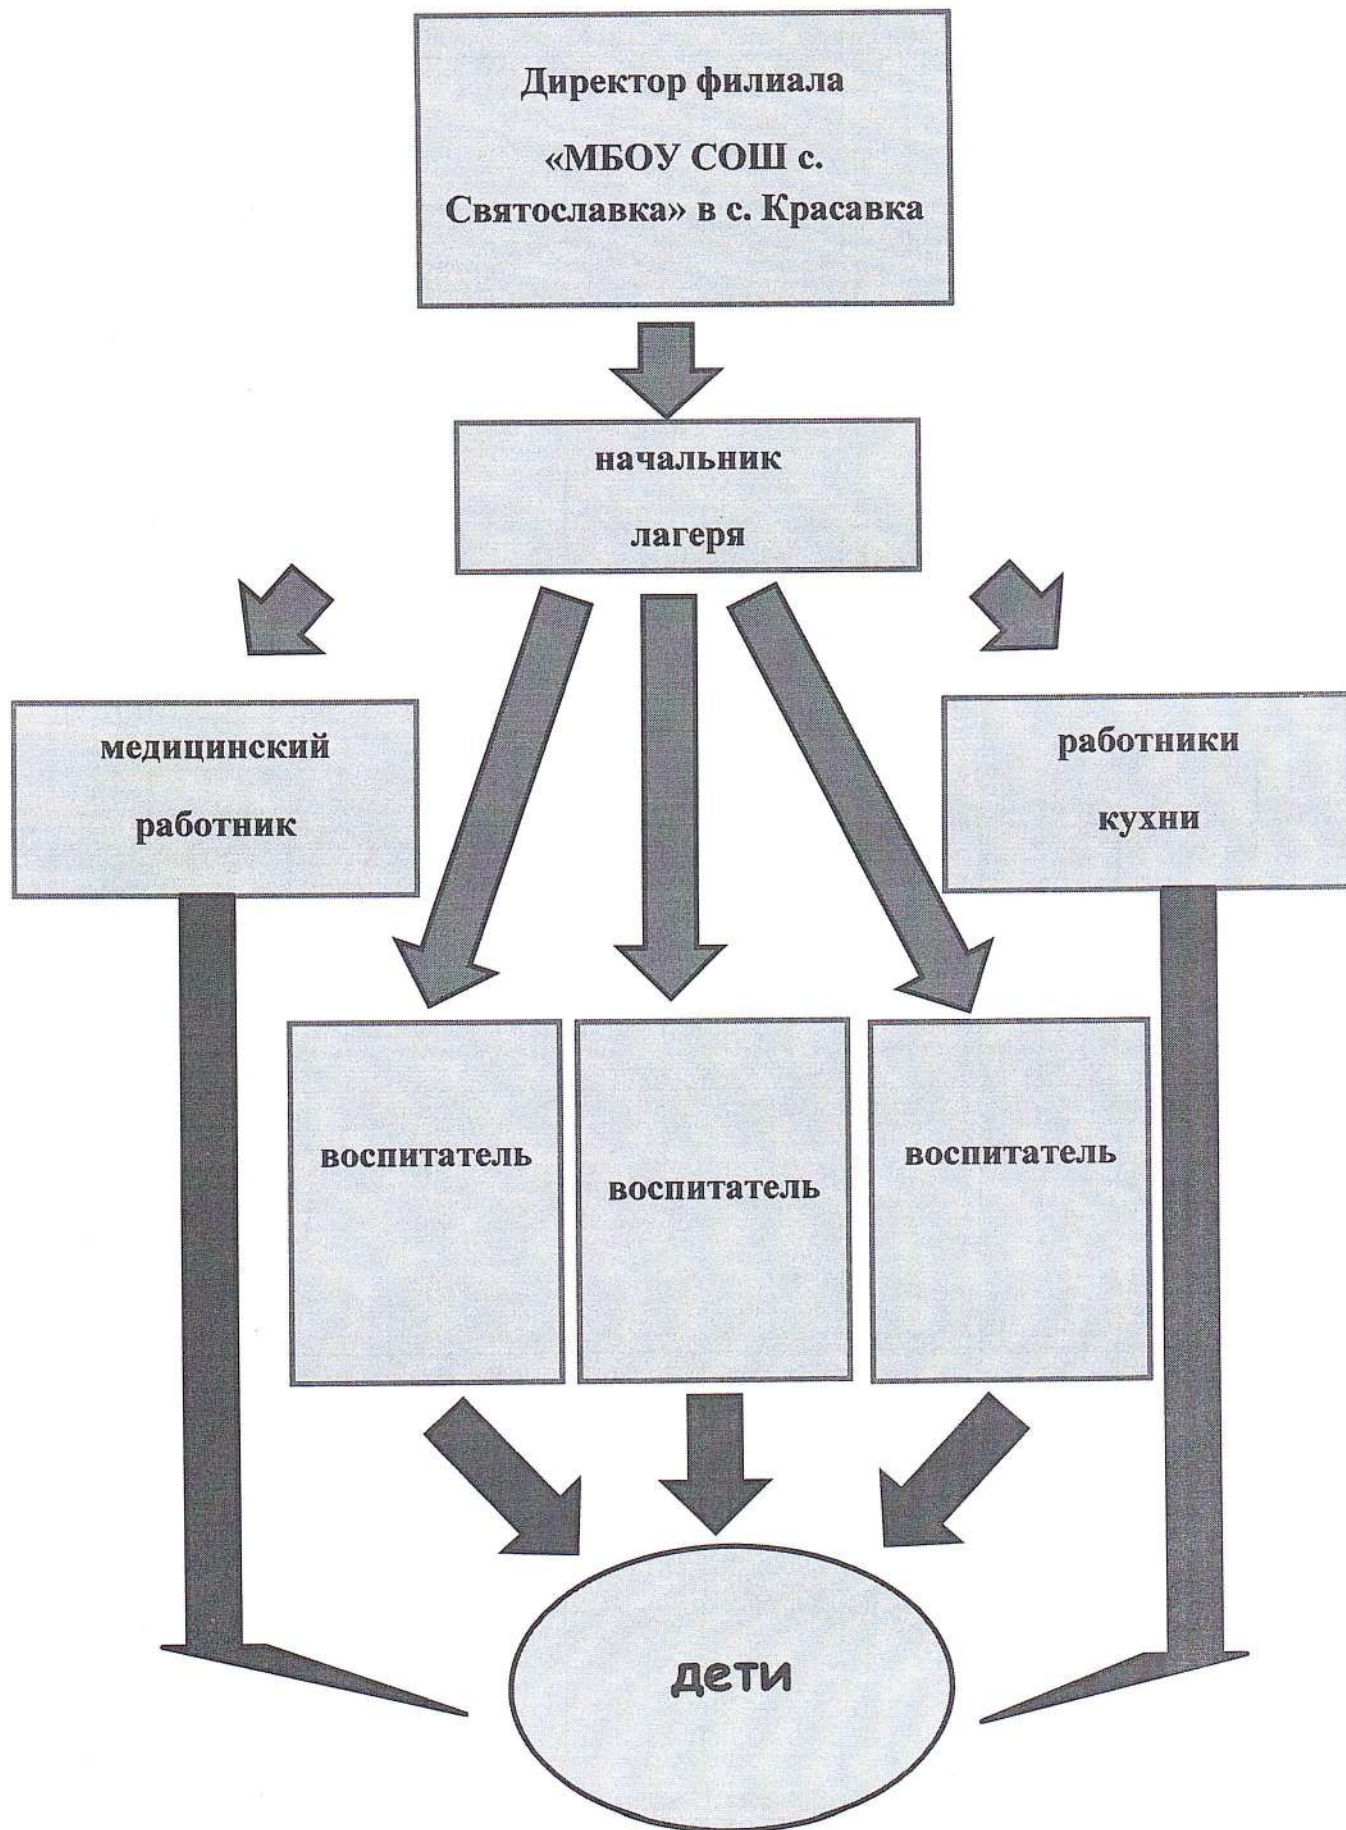 Директор филиала
«МБОУ СОШ с.
Святославка» в с. Красавка
начальник
лагеря
медицинский
работник
работники
кухни
воспитатель
воспитатель
воспитатель
дети